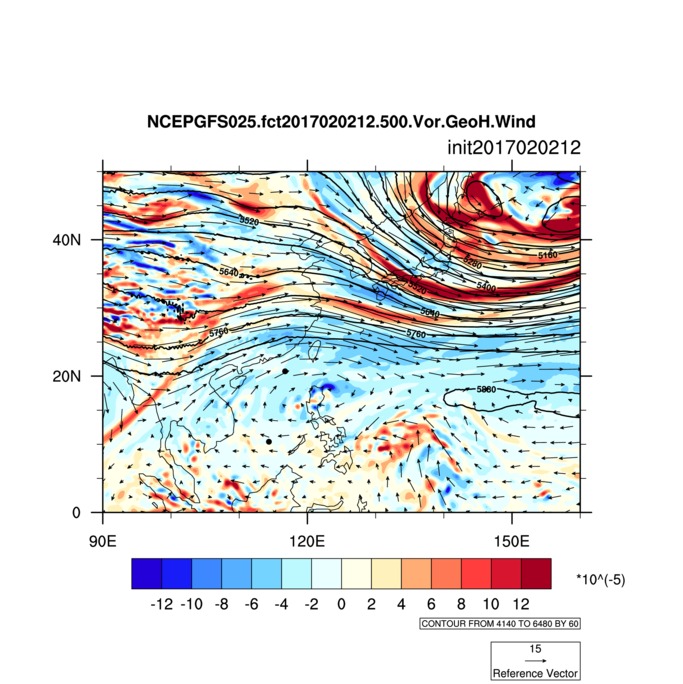 NCEPGFS025.fct2017020212.500.Vor.GeoH.Wind
init2017020212
5520
5160
5280
5640
5400
5520
5640
5760
5760
5880
40N
20N
0
90E 120E 150E
-12 -10 -8 -6 -4 -2 0 2 4 6 8 10 12
*10^(-5)
CONTOUR FROM 4140 TO 6480 BY 60
15
Reference Vector